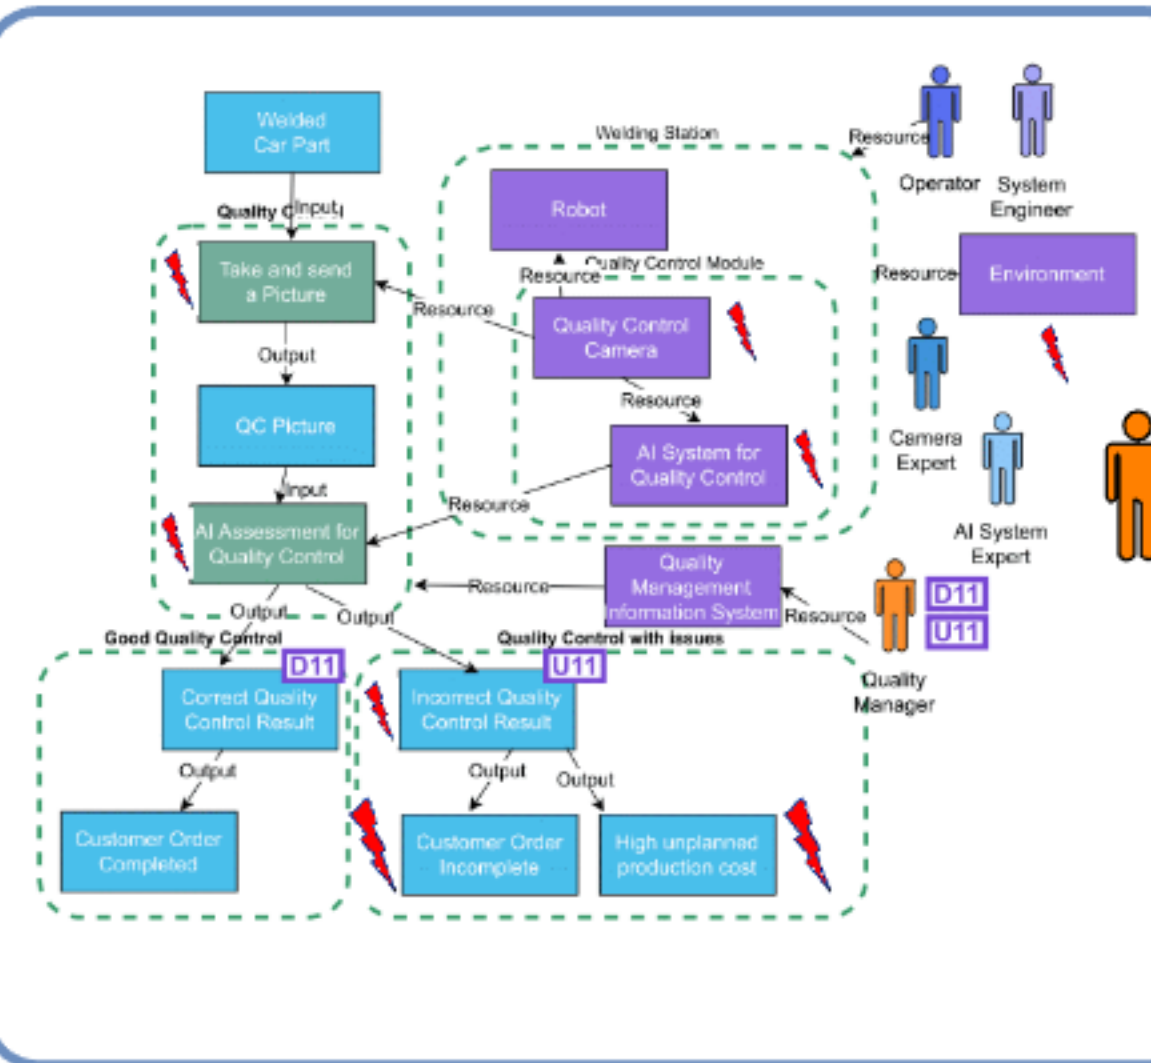 Welded
Car Part
Input
Quality C
Take and send
a Picture
Output
QC Picture
Input
AI Assessment for
Quality Control
Output
Output
Welding Station
Robot
Resource
Quality Control Module
Resource
Quality Control
Camera
Resource
AI System for
Quality Control
Resource
Resource
Operator
System
Engineer
Resource
Environment
Camera
Expert
AI System
Expert
Resource
Quality
Management
Information System
Resource
D11
U11
Quality
Manager
Good Quality Control
D11
Correct Quality
Control Result
Output
Customer Order
Completed
Quality Control with issues
U11
Incorrect Quality
Control Result
Output
Output
Customer Order
Incomplete
High unplanned
production cost